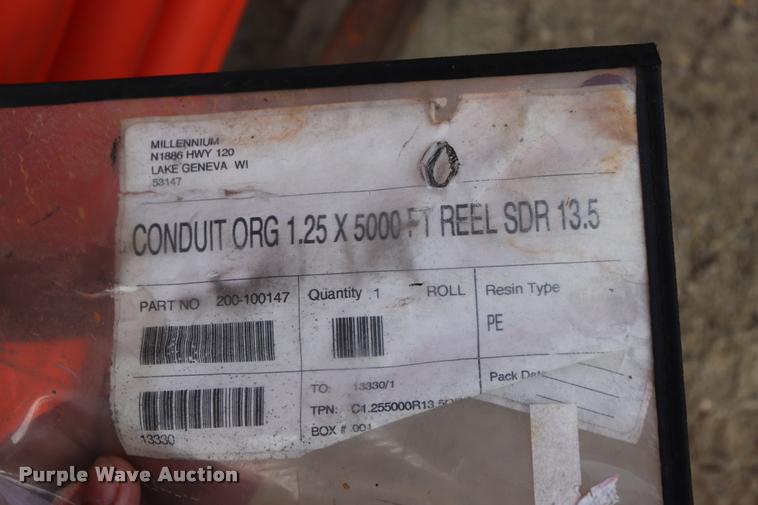 MILLENNIUM
N1886 HWY 120
LAKE GENEVA WI
53147
CONDUIT ORG 1.25 X 5000 FT REEL SDR 13.5
PART NO 200-100147
Quantity 1 ROLL
Resin Type
PE
TO: 13330/1
Pack
TPN: C1.255000R13.5
13330
BOX # 001
Purple Wave Auction